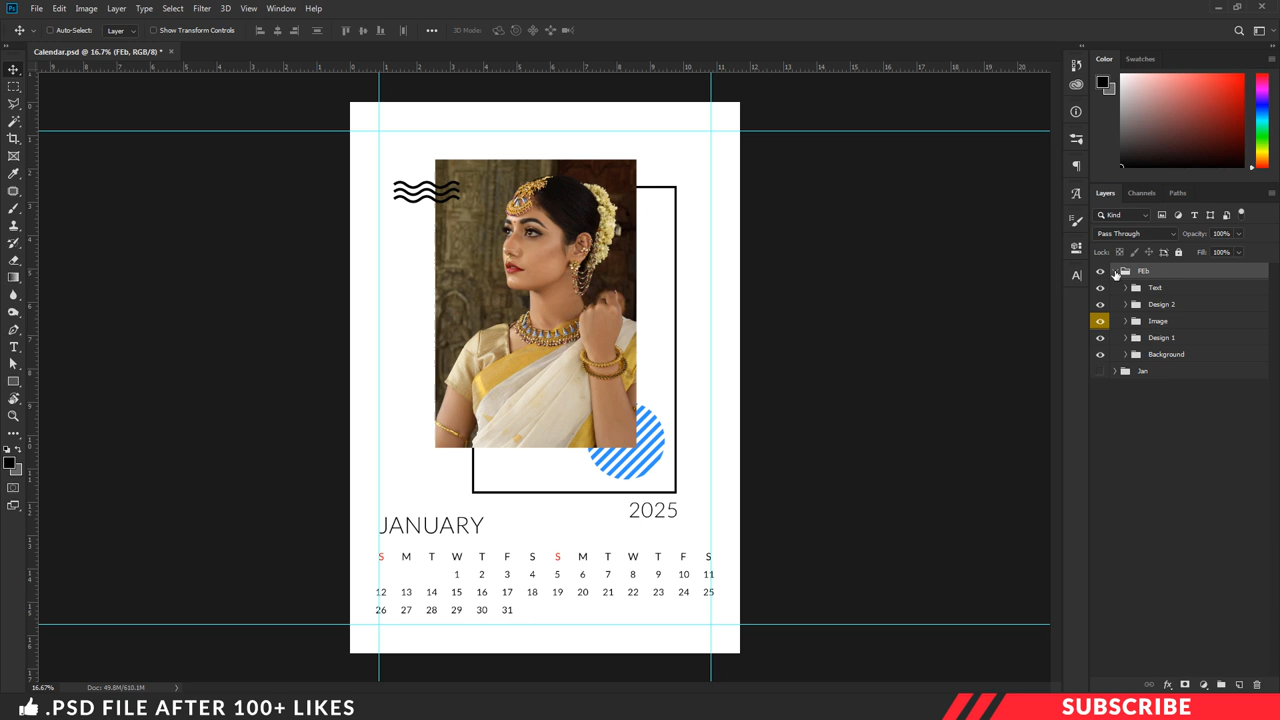 Ps File Edit Image Layer Type Select Filter 3D View Window Help
Auto-Select: Layer Show Transform Controls 3D Mode:
Calendar.psd @ 16.7% (FEb, RGB/8) * ×
Color Swatches
Layers Channels Paths
Kind
Pass Through Opacity: 100%
Lock: Fill: 100%
FEb
Text
Design 2
Image
Design 1
Background
Jan
2025
JANUARY
S M T W T F S S M T W T F S
1 2 3 4 5 6 7 8 9 10 11
12 13 14 15 16 17 18 19 20 21 22 23 24 25
26 27 28 29 30 31
16.67% Doc: 49.8M/610.1M
.PSD FILE AFTER 100+ LIKES
SUBSCRIBE